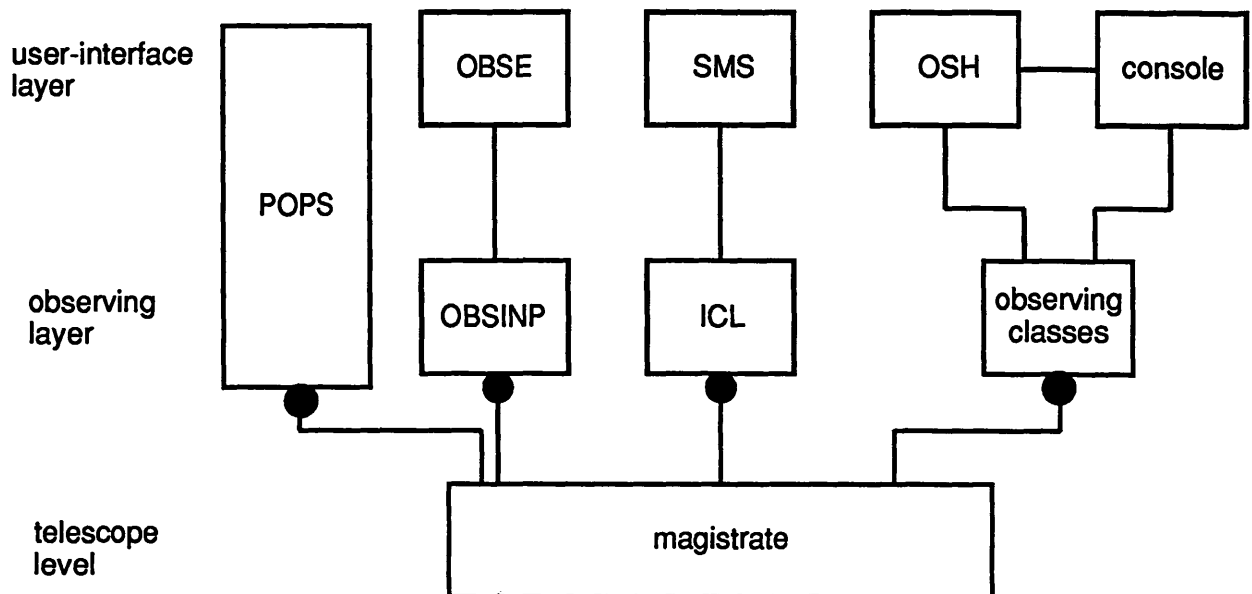 user-interface
layer
POPS
OBSE
SMS
OSH
console
observing
layer
OBSINP
ICL
observing
classes
telescope
level
magistrate